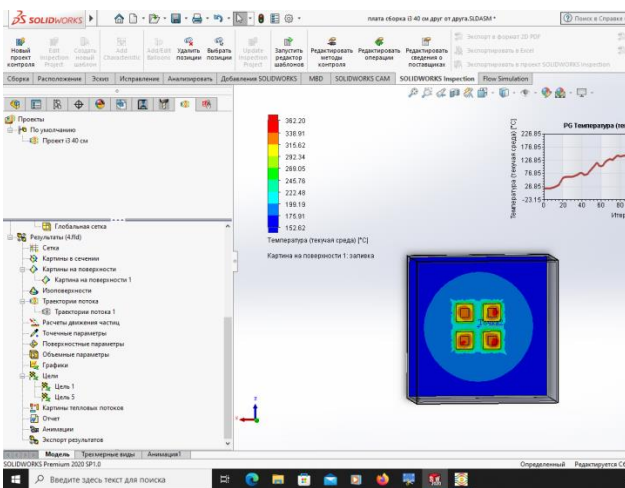 SOLIDWORKS
плата сборка i3 40 см друг от друга.SLDASM *
Поиск в Справке
Новый проект контроля
Edit Inspection Project
Создать новый шаблон
Add Characteristic
Add/Edit Balloons
Удалить позиции
Выбрать позиции
Update Inspection Project
Запустить редактор шаблонов
Редактировать методы контроля
Редактировать операции
Редактировать сведения о поставщиках
Экспорт в формат 2D PDF
Экспортировать в Excel
Экспортировать в проект SOLIDWORKS Inspection
Сборка Расположение Эскиз Исправление Анализировать Добавления SOLIDWORKS MBD SOLIDWORKS CAM SOLIDWORKS Inspection Flow Simulation
Проекты
По умолчанию
Проект i3 40 см
Глобальная сетка
Результаты (4.fld)
Сетка
Картины в сечении
Картины на поверхности
Картина на поверхности 1
Изоповерхности
Траектории потока
Траектории потока 1
Расчеты движения частиц
Точечные параметры
Поверхностные параметры
Объемные параметры
Графики
Цели
Цель 1
Цель 5
Картины тепловых потоков
Отчет
Анимации
Экспорт результатов
362.20
338.91
315.62
292.34
269.05
245.76
222.48
199.19
175.91
152.62
Температура (текучая среда) [°C]
Картина на поверхности 1: заливка
PG Температура (те
Температура (текучая среда) [°C]
226.85
176.85
126.85
76.85
26.85
-23.15
0 20 40 60 80
Итер
Модель Трехмерные виды Анимация1
SOLIDWORKS Premium 2020 SP1.0
Определенный Редактируется Сб
Введите здесь текст для поиска